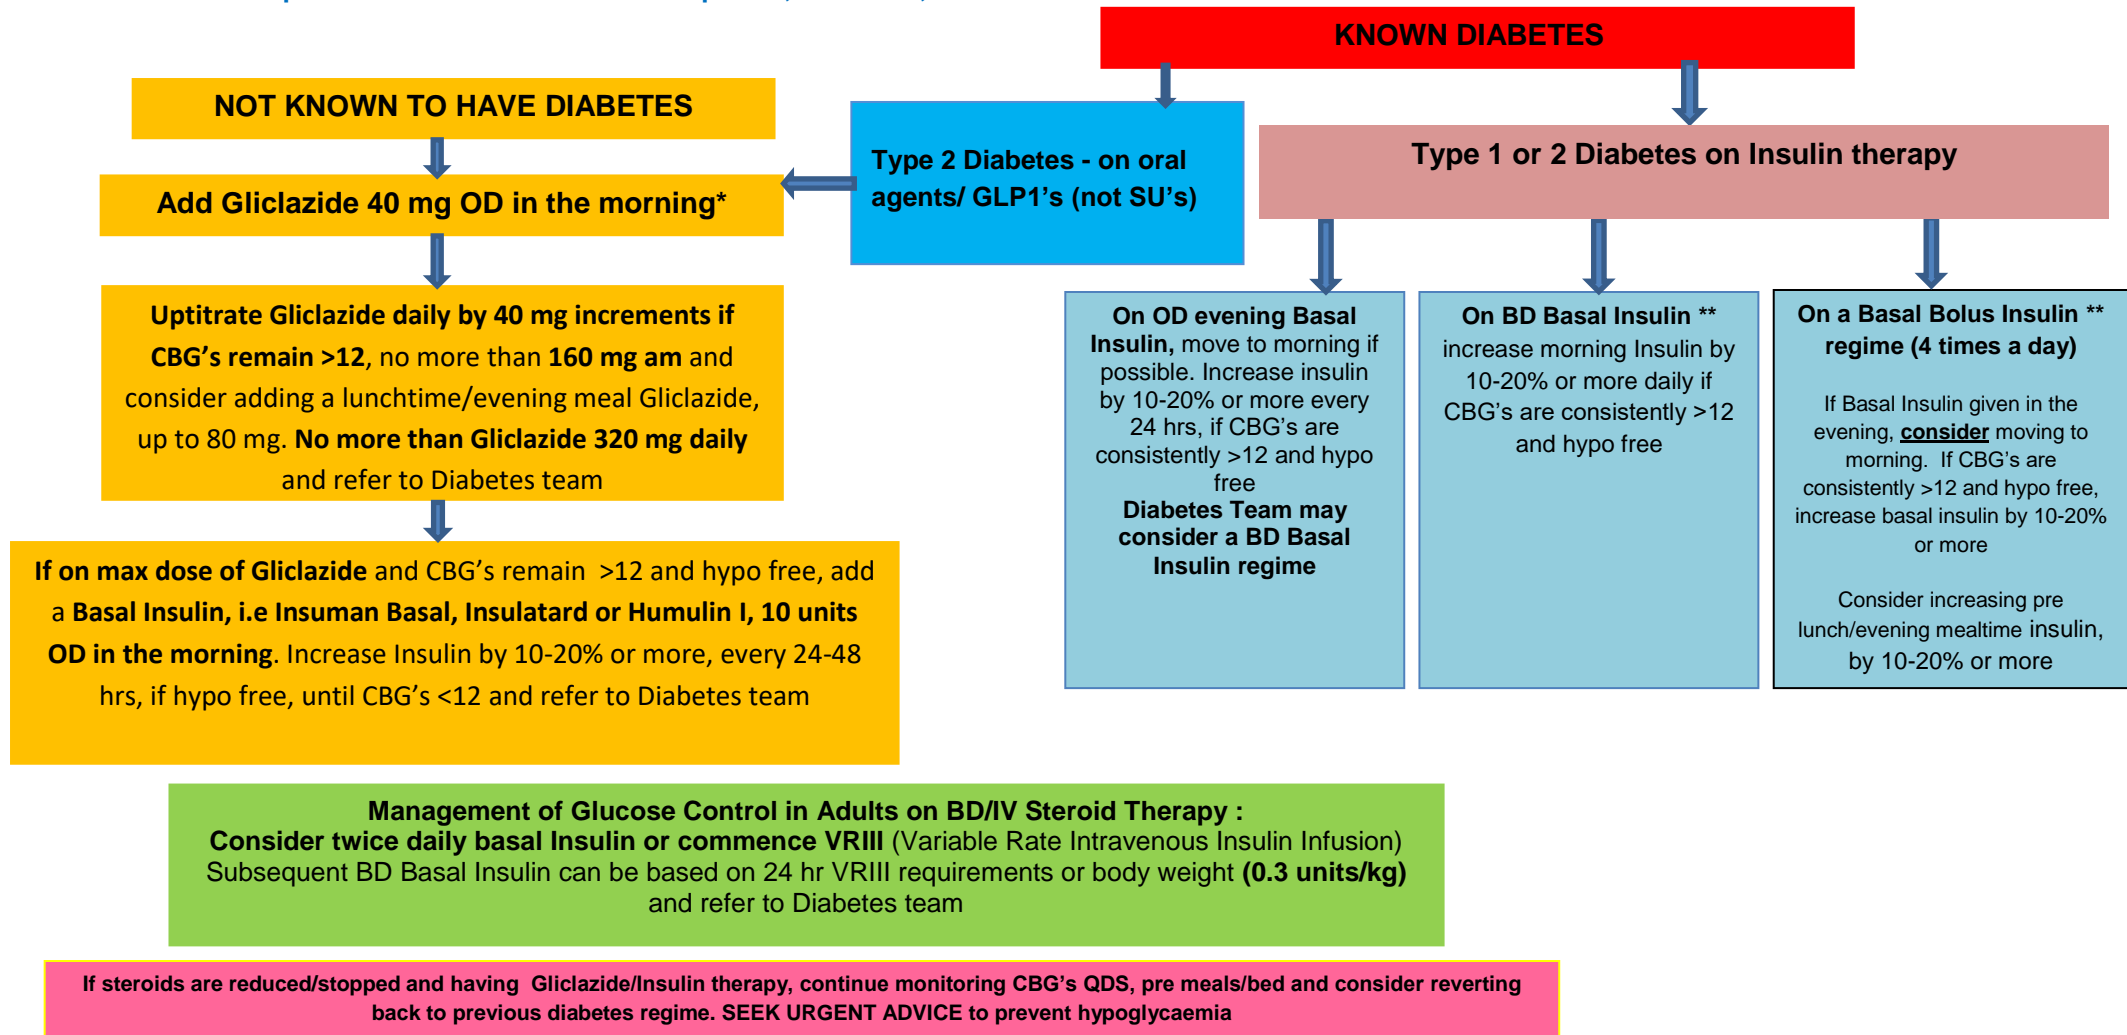 KNOWN DIABETES
NOT KNOWN TO HAVE DIABETES
Add Gliclazide 40 mg OD in the morning*
Type 2 Diabetes - on oral
agents/ GLP1’s (not SU’s)
Type 1 or 2 Diabetes on Insulin therapy
Uptitrate Gliclazide daily by 40 mg increments if
CBG’s remain >12, no more than 160 mg am and
consider adding a lunchtime/evening meal Gliclazide,
up to 80 mg. No more than Gliclazide 320 mg daily
and refer to Diabetes team
If on max dose of Gliclazide and CBG’s remain >12 and hypo free, add
a Basal Insulin, i.e Insuman Basal, Insulatard or Humulin I, 10 units
OD in the morning. Increase Insulin by 10-20% or more, every 24-48
hrs, if hypo free, until CBG’s <12 and refer to Diabetes team
On OD evening Basal
Insulin, move to morning if
possible. Increase insulin
by 10-20% or more every
24 hrs, if CBG’s are
consistently >12 and hypo
free
Diabetes Team may
consider a BD Basal
Insulin regime
On BD Basal Insulin **
increase morning Insulin by
10-20% or more daily if
CBG’s are consistently >12
and hypo free
On a Basal Bolus Insulin **
regime (4 times a day)
If Basal Insulin given in the
evening, consider moving to
morning. If CBG’s are
consistently >12 and hypo free,
increase basal insulin by 10-20%
or more
Consider increasing pre
lunch/evening mealtime insulin,
by 10-20% or more
Management of Glucose Control in Adults on BD/IV Steroid Therapy :
Consider twice daily basal Insulin or commence VRIII (Variable Rate Intravenous Insulin Infusion)
Subsequent BD Basal Insulin can be based on 24 hr VRIII requirements or body weight (0.3 units/kg)
and refer to Diabetes team
If steroids are reduced/stopped and having Gliclazide/Insulin therapy, continue monitoring CBG’s QDS, pre meals/bed and consider reverting
back to previous diabetes regime. SEEK URGENT ADVICE to prevent hypoglycaemia